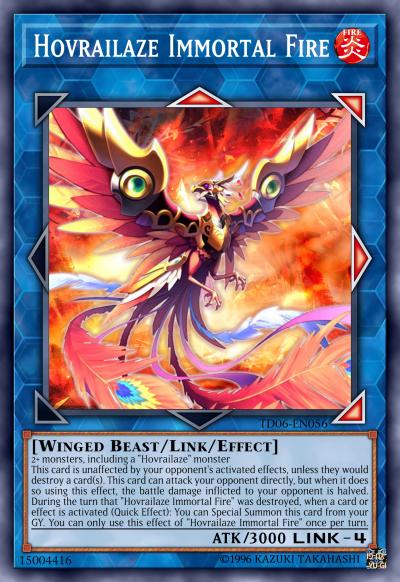 HOVRAILAZE IMMORTAL FIRE
FIRE
炎
TD06-EN056
[WINGED BEAST/LINK/EFFECT]
2+ monsters, including a "Hovrailaze" monster
This card is unaffected by your opponent's activated effects, unless they would
destroy a card(s). This card can attack your opponent directly, but when it does
so using this effect, the battle damage inflicted to your opponent is halved.
During the turn that "Hovrailaze Immortal Fire" was destroyed, when a card or
effect is activated (Quick Effect): You can Special Summon this card from your
GY. You can only use this effect of "Hovrailaze Immortal Fire" once per turn.
ATK/3000 LINK-4
15004416
©1996 KAZUKI TAKAHASHI